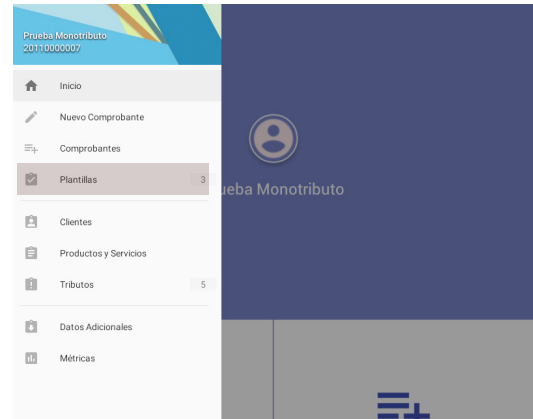 Prueba Monotributo
20110000007
Inicio
Nuevo Comprobante
Comprobantes
Plantillas 3
ueba Monotributo
Clientes
Productos y Servicios
Tributos 5
Datos Adicionales
Métricas